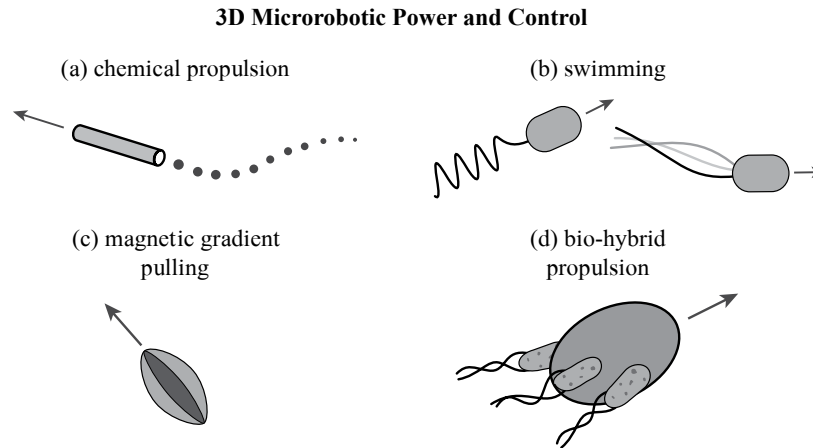 3D Microrobotic Power and Control
(a) chemical propulsion
(b) swimming
(c) magnetic gradient
pulling
(d) bio-hybrid
propulsion